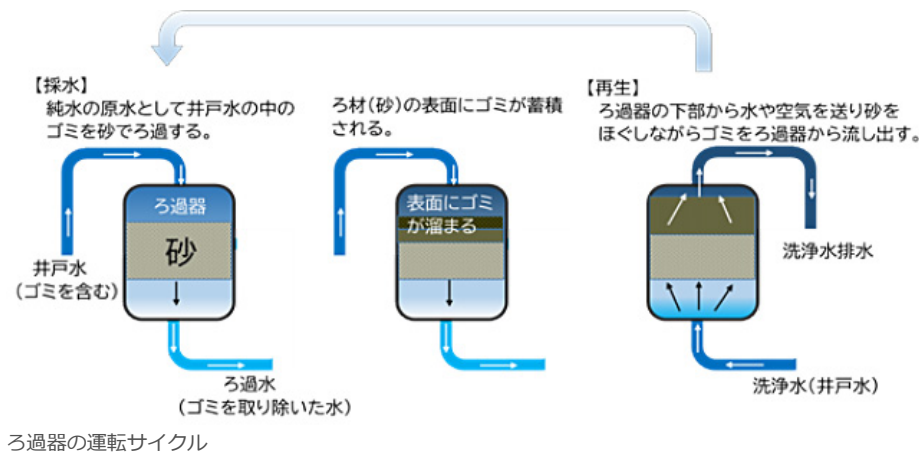 【採水】
純水の原水として井戸水の中の
ゴミを砂でろ過する。
ろ過器
砂
井戸水
(ゴミを含む)
ろ過水
(ゴミを取り除いた水)
ろ材(砂)の表面にゴミが蓄積
される。
表面にゴミ
が溜まる
【再生】
ろ過器の下部から水や空気を送り砂を
ほぐしながらゴミをろ過器から流し出す。
洗浄水排水
洗浄水(井戸水)
ろ過器の運転サイクル